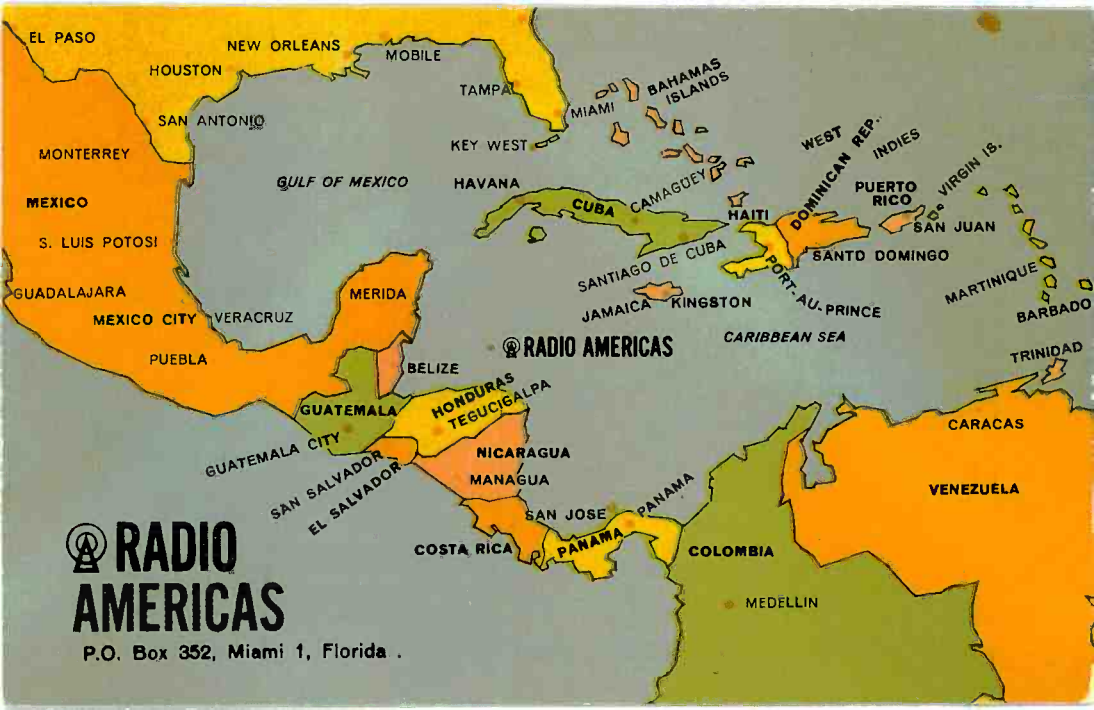 EL PASO
NEW ORLEANS
MOBILE
HOUSTON
TAMPA
BAHAMAS
ISLANDS
MIAMI
SAN ANTONIO
KEY WEST
WEST
INDIES
MONTERREY
GULF OF MEXICO
HAVANA
CAMAGUEY
DOMINICAN REP.
PUERTO
RICO
VIRGIN IS.
MEXICO
CUBA
HAITI
SAN JUAN
S. LUIS POTOSI
SANTIAGO DE CUBA
SANTO DOMINGO
PORT-AU-PRINCE
MARTINIQUE
GUADALAJARA
MERIDA
JAMAICA
KINGSTON
BARBADO
MEXICO CITY
VERACRUZ
CARIBBEAN SEA
RADIO AMERICAS
PUEBLA
BELIZE
TRINIDAD
HONDURAS
TEGUCIGALPA
GUATEMALA
CARACAS
GUATEMALA CITY
NICARAGUA
SAN SALVADOR
EL SALVADOR
MANAGUA
VENEZUELA
SAN JOSE
PANAMA
COSTA RICA
PANAMA
COLOMBIA
MEDELLIN
RADIO
AMERICAS
P.O. Box 352, Miami 1, Florida .